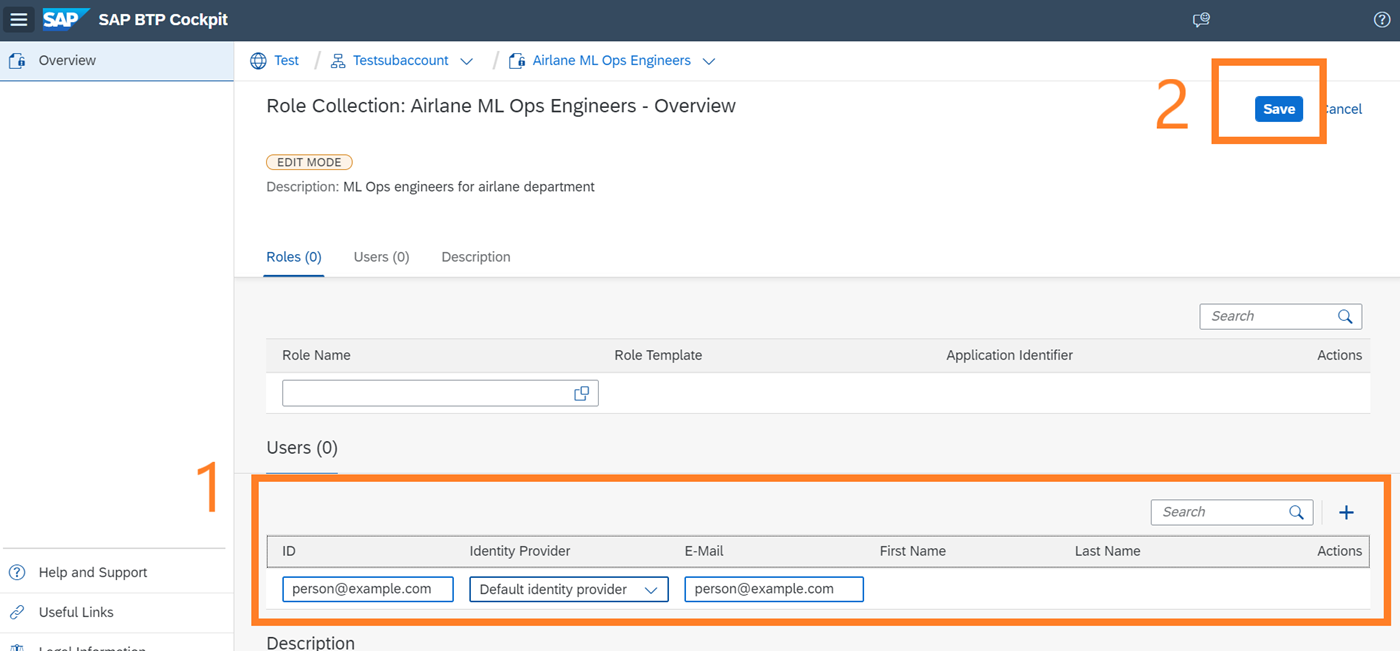 SAP SAP BTP Cockpit
Overview
Test / Testsubaccount / Airlane ML Ops Engineers
Role Collection: Airlane ML Ops Engineers - Overview
2
Save
Cancel
EDIT MODE
Description: ML Ops engineers for airlane department
Roles (0) Users (0) Description
Search
Role Name Role Template Application Identifier Actions
Users (0)
1
Search
ID Identity Provider E-Mail First Name Last Name Actions
person@example.com Default identity provider person@example.com
Help and Support
Useful Links
Legal Information
Description